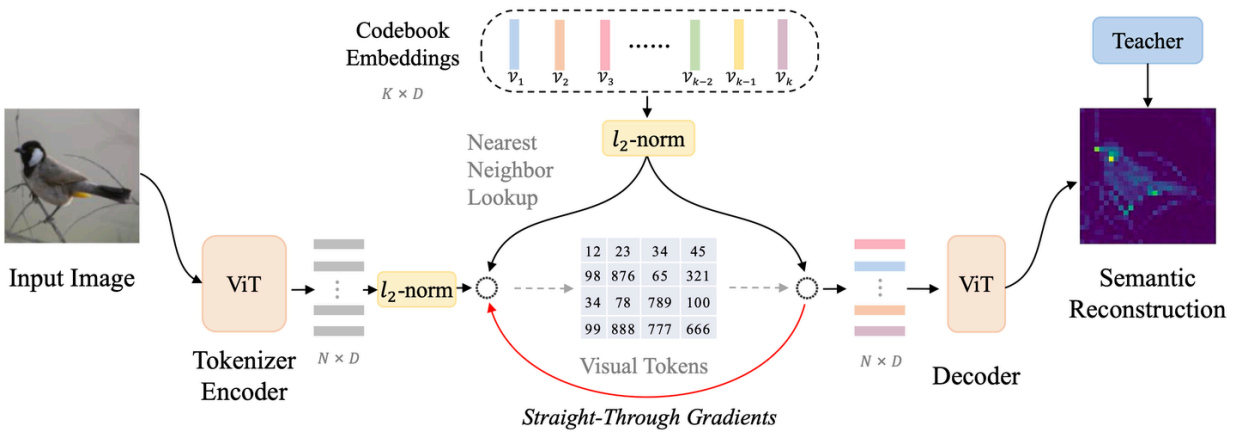 Codebook
Embeddings
K × D
𝒱1 𝒱2 𝒱3 ...... 𝒱k−2 𝒱k−1 𝒱k
Teacher
l2-norm
Nearest
Neighbor
Lookup
Input Image
ViT
Tokenizer
Encoder
N × D
l2-norm
12 23 34 45
98 876 65 321
34 78 789 100
99 888 777 666
Visual Tokens
Straight-Through Gradients
N × D
ViT
Decoder
Semantic
Reconstruction